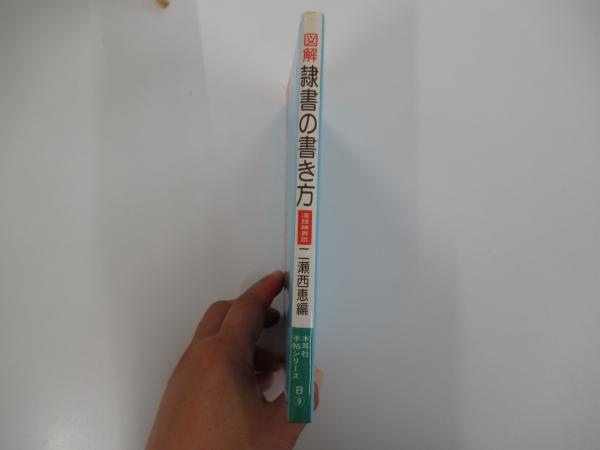 図解
隷書の書き方
二瀬西恵編
木耳社
手帖シリーズ
B⑨